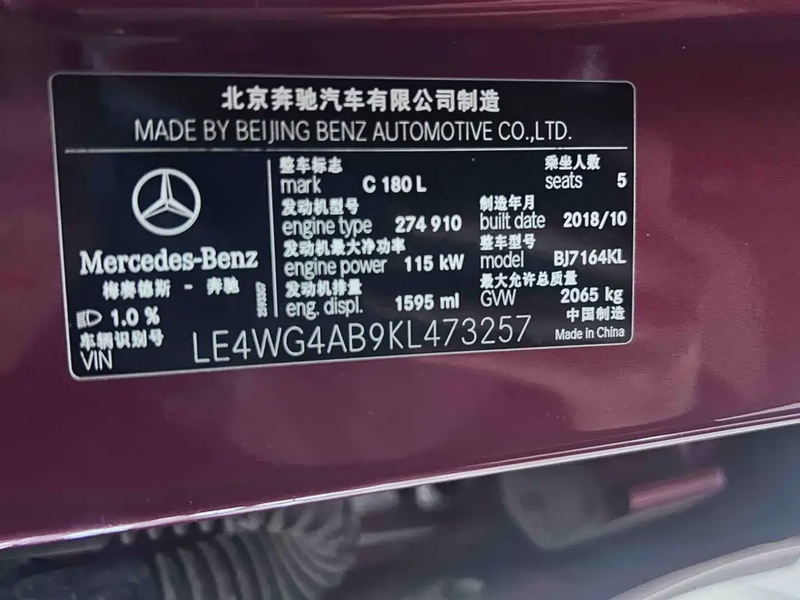 北京奔驰汽车有限公司制造
MADE BY BEIJING BENZ AUTOMOTIVE CO.,LTD.
Mercedes-Benz
梅赛德斯 - 奔驰
1.0 %
整车标志
mark C 180 L
乘坐人数
seats 5
发动机型号
engine type 274 910
制造年月
built date 2018/10
发动机最大净功率
engine power 115 kW
整车型号
model BJ7164KL
发动机排量
eng. displ. 1595 ml
最大允许总质量
GVW 2065 kg
中国制造
Made in China
车辆识别号
VIN LE4WG4AB9KL473257